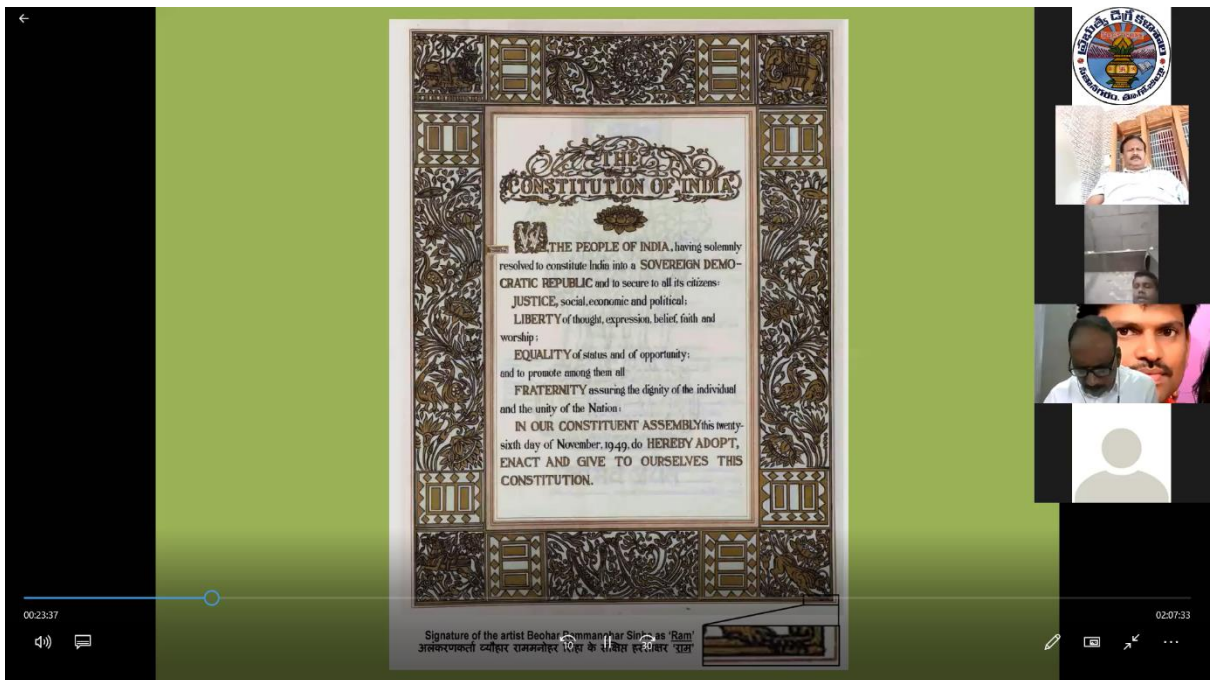 ప్రభుత్వ డిగ్రీ కళాశాల
సీతానగరం, తూ.గో.జిల్లా.
THE
CONSTITUTION OF INDIA
WE, THE PEOPLE OF INDIA, having solemnly
resolved to constitute India into a SOVEREIGN DEMO-
CRATIC REPUBLIC and to secure to all its citizens:
JUSTICE, social, economic and political;
LIBERTY of thought, expression, belief, faith and
worship;
EQUALITY of status and of opportunity;
and to promote among them all
FRATERNITY assuring the dignity of the individual
and the unity of the Nation;
IN OUR CONSTITUENT ASSEMBLY this twenty-
sixth day of November, 1949, do HEREBY ADOPT,
ENACT AND GIVE TO OURSELVES THIS
CONSTITUTION.
00:23:37
02:07:33
Signature of the artist Beohar Rammanohar Sinha as 'Ram'
अलंकरणकर्ता व्यौहार राममनोहर सिंहा के संक्षिप्त हस्ताक्षर 'राम'
10
30